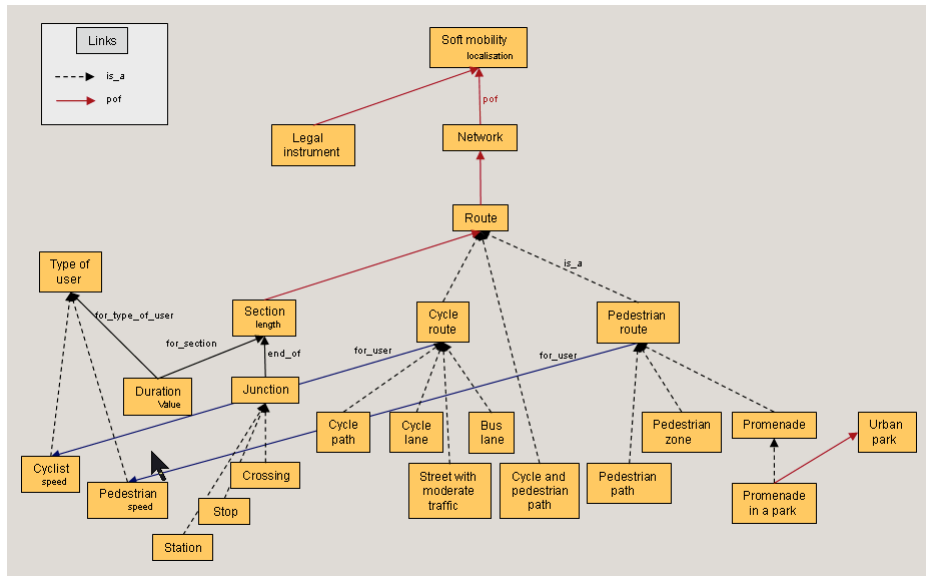 Links
is_a
pof
Soft mobility
localisation
pof
Legal
instrument
Network
Route
Type of
user
is_a
for_type_of_user
Section
length
Cycle
route
Pedestrian
route
for_section
end_of
for_user
for_user
Duration
Value
Junction
Cycle
path
Cycle
lane
Bus
lane
Pedestrian
zone
Promenade
Urban
park
Cyclist
speed
Pedestrian
speed
Crossing
Street with
moderate
traffic
Cycle and
pedestrian
path
Pedestrian
path
Promenade
in a park
Stop
Station